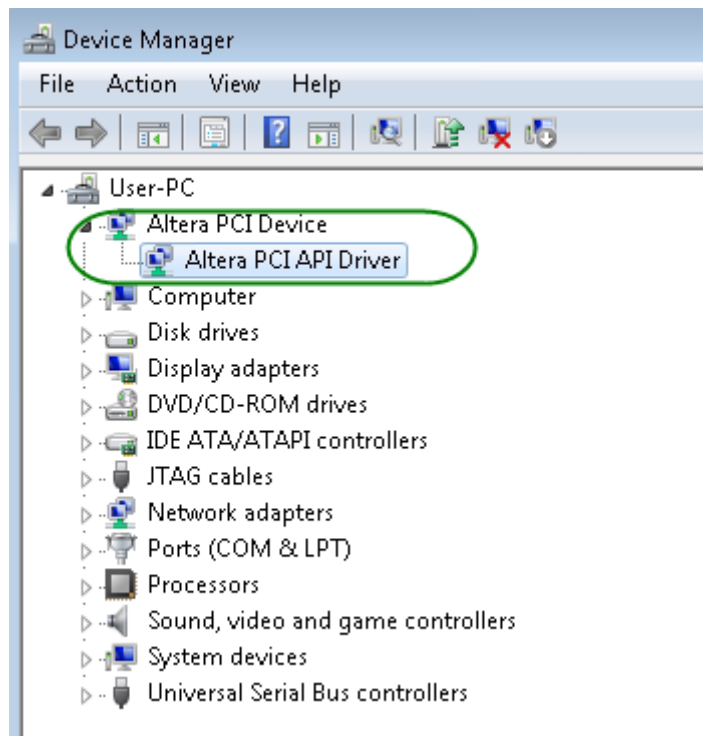 Device Manager
File Action View Help
User-PC
Altera PCI Device
Altera PCI API Driver
Computer
Disk drives
Display adapters
DVD/CD-ROM drives
IDE ATA/ATAPI controllers
JTAG cables
Network adapters
Ports (COM & LPT)
Processors
Sound, video and game controllers
System devices
Universal Serial Bus controllers